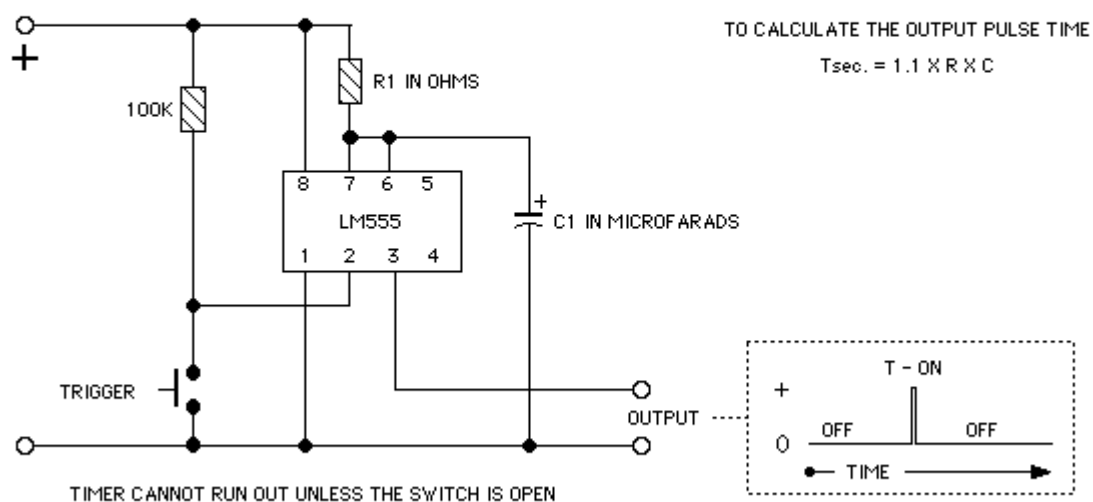 TO CALCULATE THE OUTPUT PULSE TIME
Tsec. = 1.1 X R X C
+
100K
R1 IN OHMS
8 7 6 5
LM555
1 2 3 4
+
C1 IN MICROFARADS
TRIGGER
OUTPUT
T - ON
+
OFF OFF
0
TIME
TIMER CANNOT RUN OUT UNLESS THE SWITCH IS OPEN